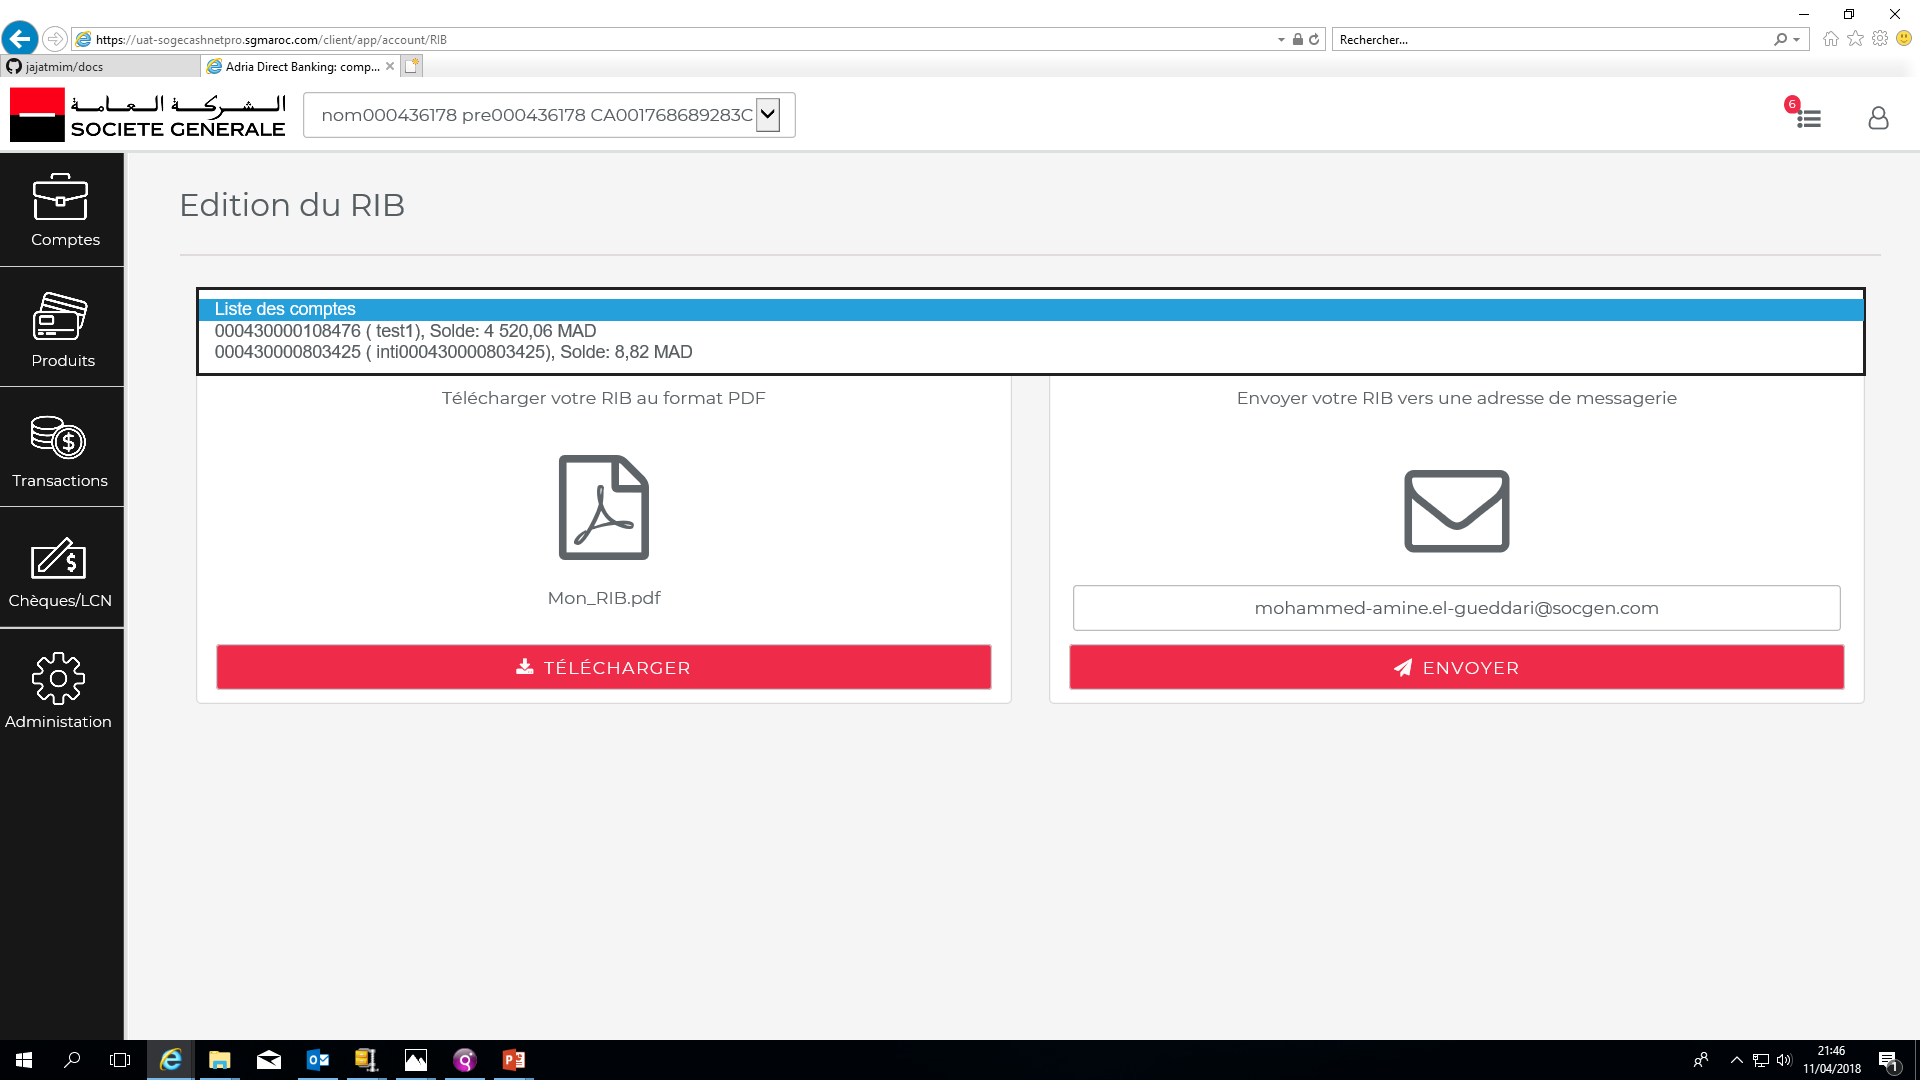 https://uat-sogecashnetpro.sgmaroc.com/client/app/account/RIB
Rechercher...
jajatmim/docs
Adria Direct Banking: comp...
الشركة العامة
SOCIETE GENERALE
nom000436178 pre000436178 CA001768689283C
6
Comptes
Produits
Transactions
Chèques/LCN
Administation
Edition du RIB
Liste des comptes
000430000108476 ( test1), Solde: 4 520,06 MAD
000430000803425 ( inti000430000803425), Solde: 8,82 MAD
Télécharger votre RIB au format PDF
Mon_RIB.pdf
TÉLÉCHARGER
Envoyer votre RIB vers une adresse de messagerie
mohammed-amine.el-gueddari@socgen.com
ENVOYER
21:46
11/04/2018
1